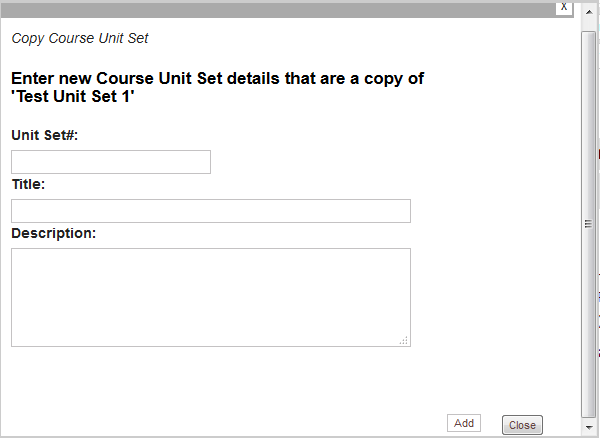 X
Copy Course Unit Set
Enter new Course Unit Set details that are a copy of
'Test Unit Set 1'
Unit Set#:
Title:
Description:
Add
Close